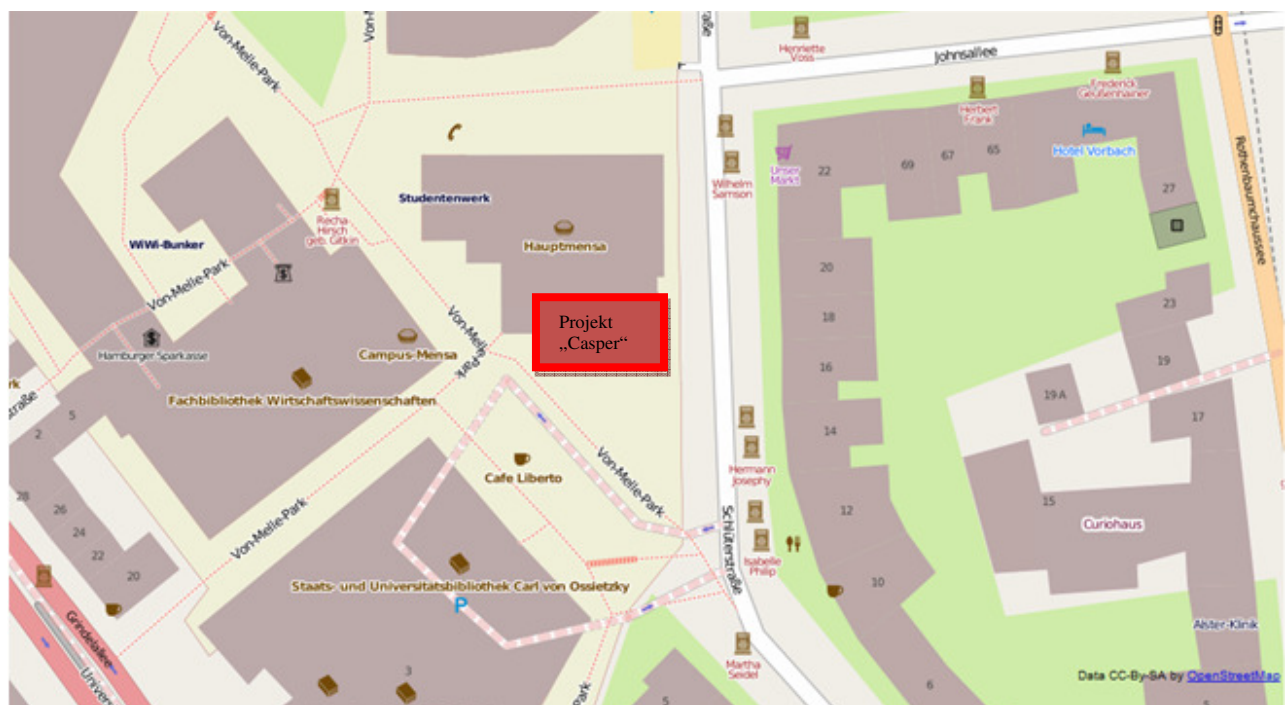 Von-Melle-Park
Henriette
Voss
Johnsallee
Frederick
Geußenhainer
Herbert
Frankl
Hotel Vorbach
Rothenbaumchaussee
Wilhelm
Samson
Unser
Markt
22
69
67
65
27
Studentenwerk
Hauptmensa
Recha
Hirsch
geb. Gitkin
WiWi-Bunker
Von-Melle-Park
20
18
16
14
12
10
6
23
19
19 A
17
15
Projekt
„Casper“
Von-Melle-Park
Campus-Mensa
Hamburger Sparkasse
Fachbibliothek Wirtschaftswissenschaften
5
2
28
26
24
22
20
Cafe Liberto
Von-Melle-Park
Von-Melle-Park
Hermann
Josephy
Curiohaus
Schlüterstraße
Isabelle
Philip
Staats- und Universitätsbibliothek Carl von Ossietzky
P
Grindelallee
3
Martha
Seidel
Alster-Klinik
5
Data CC-By-SA by OpenStreetMap